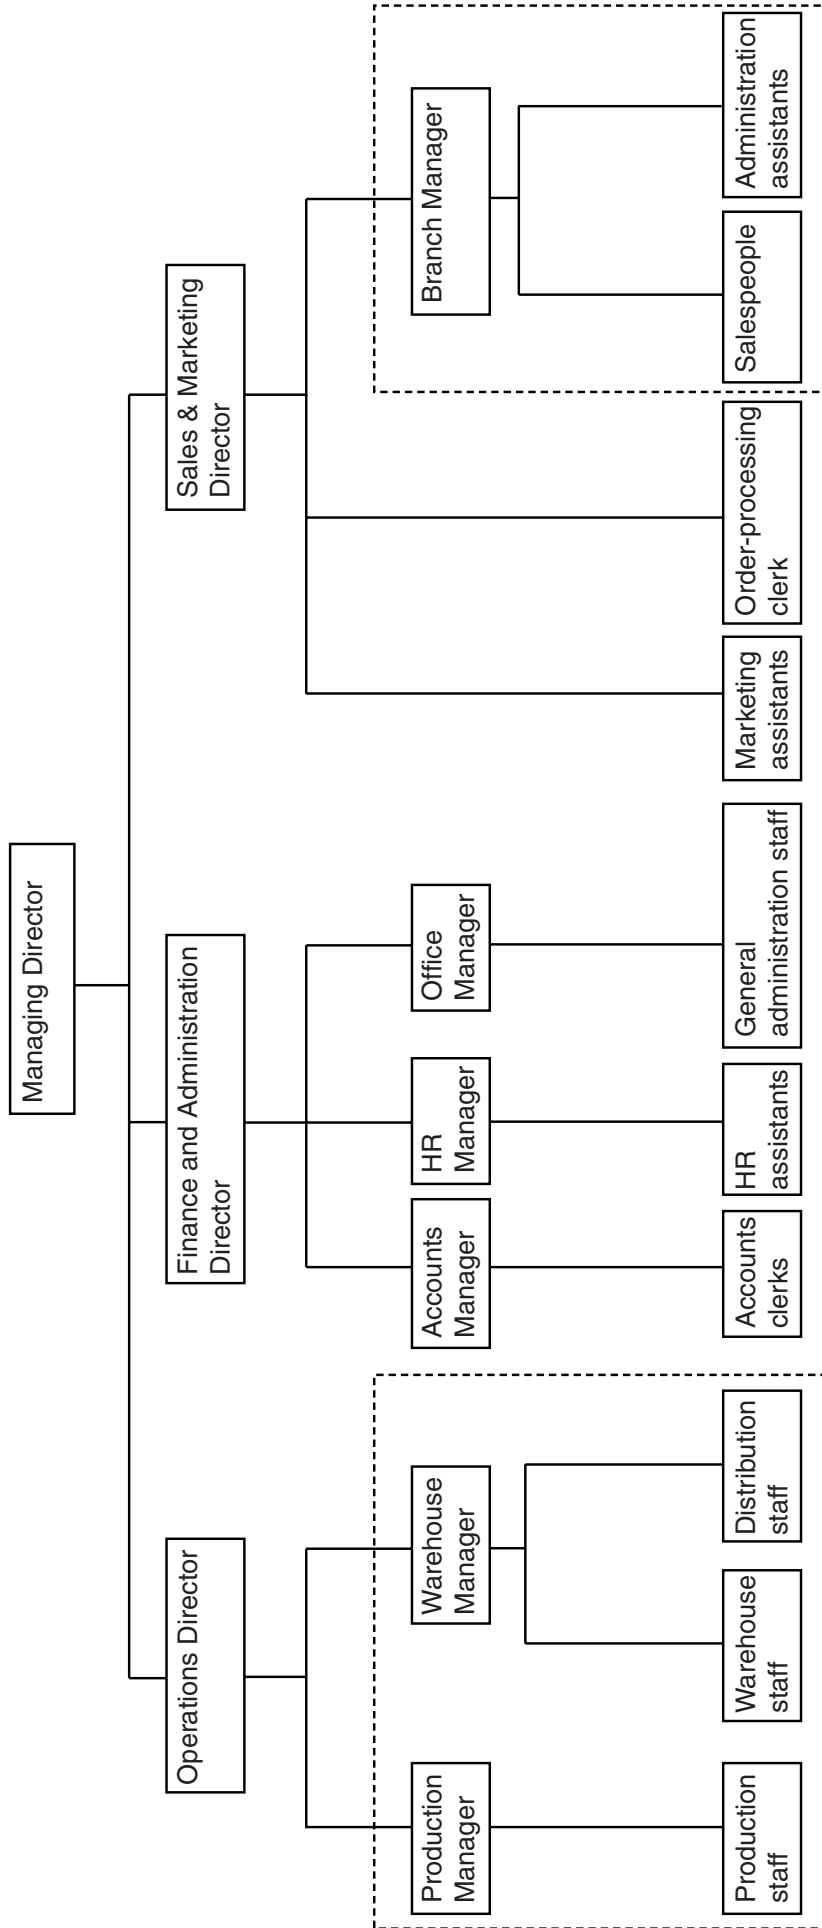 Managing Director
Operations Director
Finance and Administration
Director
Sales & Marketing
Director
Production
Manager
Warehouse
Manager
Accounts
Manager
HR
Manager
Office
Manager
Branch Manager
Production
staff
Warehouse
staff
Distribution
staff
Accounts
clerks
HR
assistants
General
administration staff
Marketing
assistants
Order-processing
clerk
Salespeople
Administration
assistants